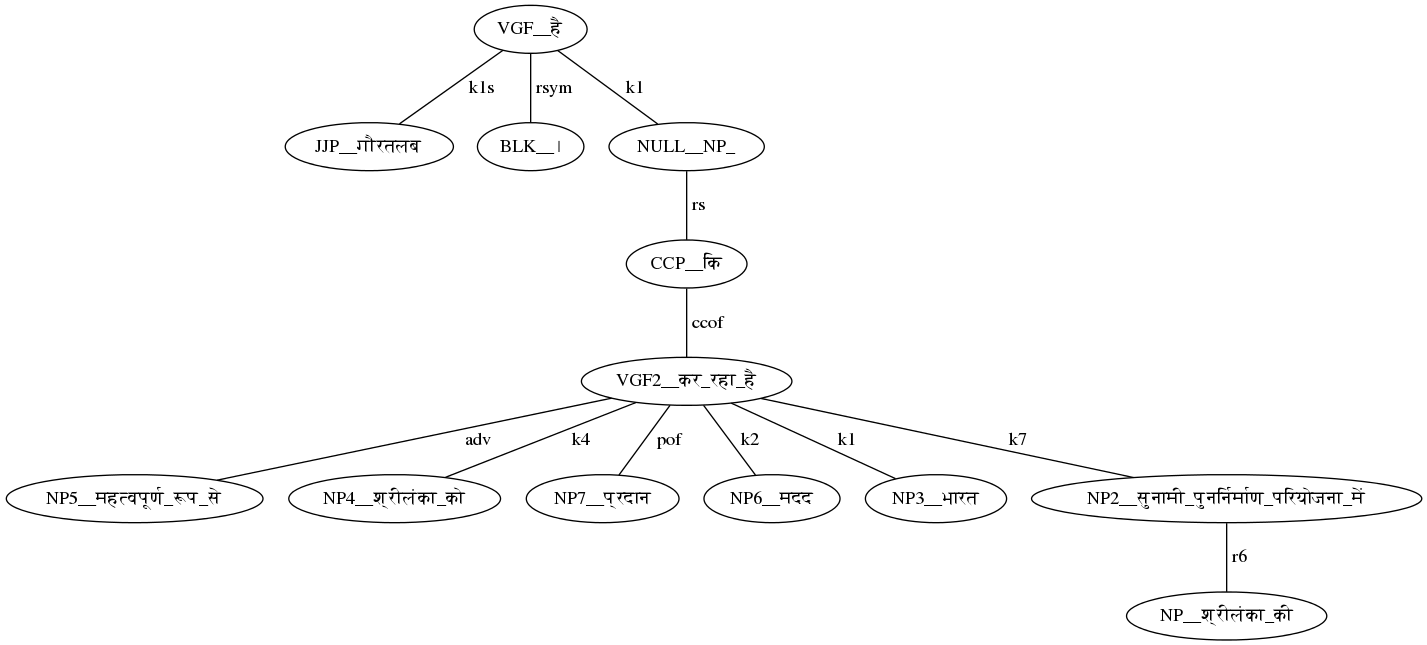 VGF__है
k1s
rsym
k1
JJP__गौरतलब
BLK__।
NULL__NP_
rs
CCP__कि
ccof
VGF2__कर_रहा_है
adv
k4
pof
k2
k1
k7
NP5__महत्वपूर्ण_रूप_से
NP4__श्रीलंका_को
NP7__प्रदान
NP6__मदद
NP3__भारत
NP2__सुनामी_पुनर्निर्माण_परियोजना_में
r6
NP__श्रीलंका_की